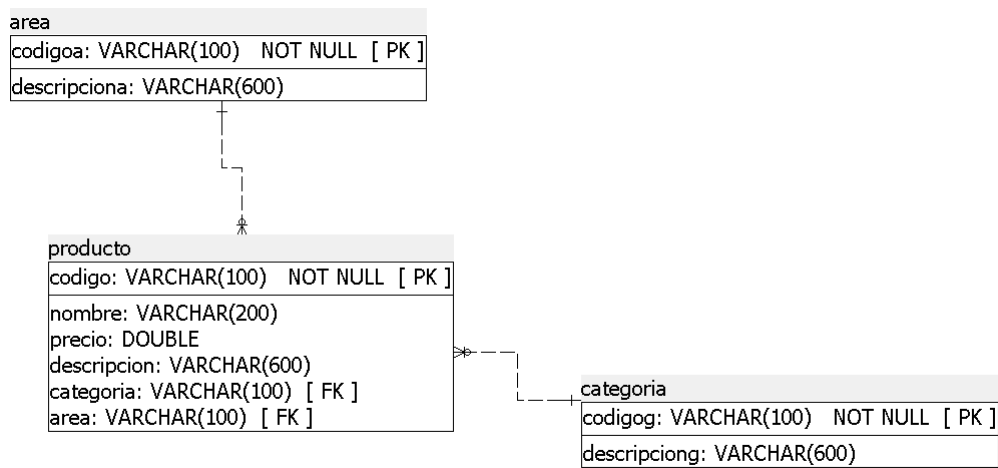 area
codigoa: VARCHAR(100) NOT NULL [ PK ]
descripciona: VARCHAR(600)
producto
codigo: VARCHAR(100) NOT NULL [ PK ]
nombre: VARCHAR(200)
precio: DOUBLE
descripcion: VARCHAR(600)
categoria: VARCHAR(100) [ FK ]
area: VARCHAR(100) [ FK ]
categoria
codigog: VARCHAR(100) NOT NULL [ PK ]
descripciong: VARCHAR(600)